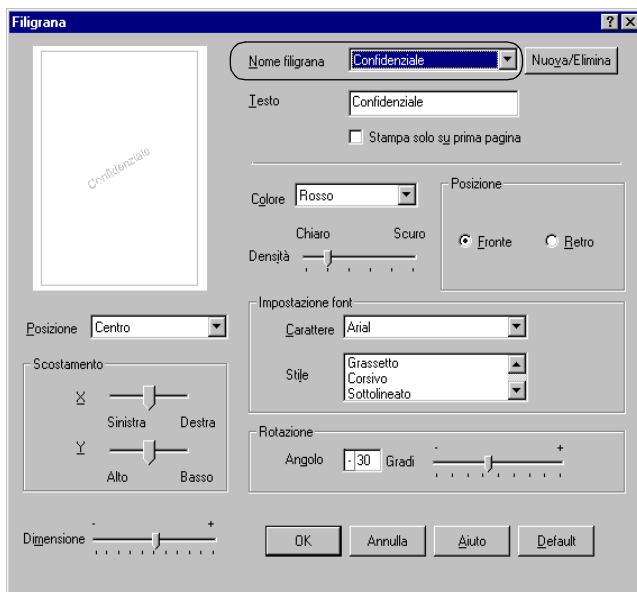 Filigrana
Nome filigrana Confidenziale Nuova/Elimina
Testo Confidenziale
Stampa solo su prima pagina
Confidenziale
Colore Rosso
Chiaro Scuro
Densità
Posizione
Fronte Retro
Posizione Centro
Impostazione font
Carattere Arial
Stile
Grassetto
Corsivo
Sottolineato
Scostamento
X
Sinistra Destra
Y
Alto Basso
Rotazione
Angolo - 30 Gradi - +
Dimensione - +
OK Annulla Aiuto Default